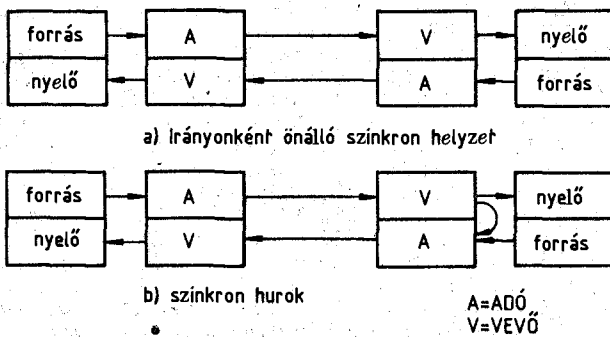 forrás A V nyelő
nyelő V A forrás
a) Irányonként önálló szinkron helyzet
forrás A V nyelő
nyelő V A forrás
b) szinkron hurok
A=ADÓ
V=VEVŐ